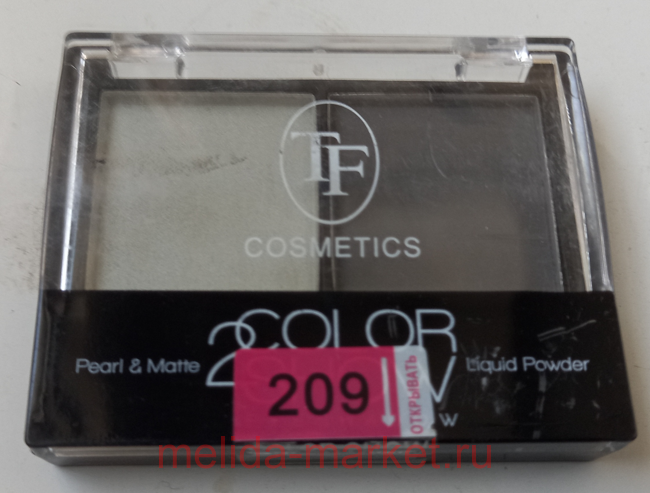 TF
COSMETICS
2 COLOR
Pearl & Matte
Liquid Powder
209
ОТКРЫВАТЬ
melida-market.ru